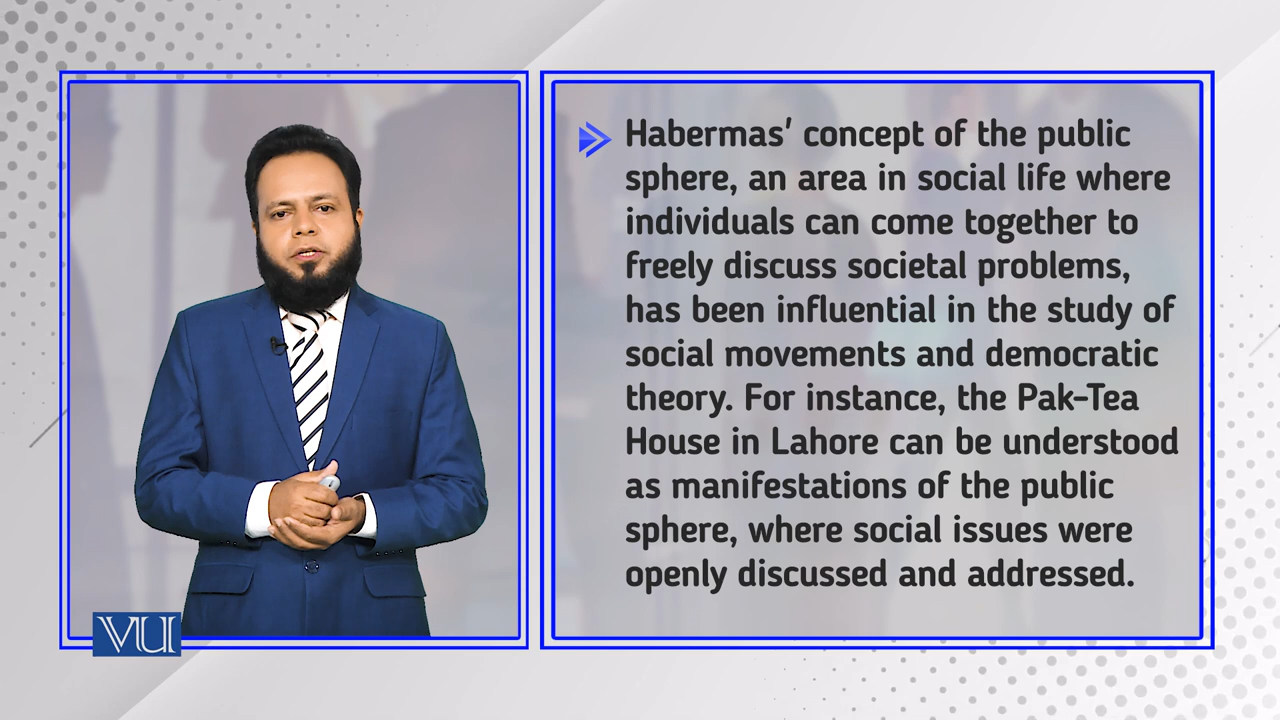 Habermas' concept of the public
sphere, an area in social life where
individuals can come together to
freely discuss societal problems,
has been influential in the study of
social movements and democratic
theory. For instance, the Pak-Tea
House in Lahore can be understood
as manifestations of the public
sphere, where social issues were
openly discussed and addressed.
VU